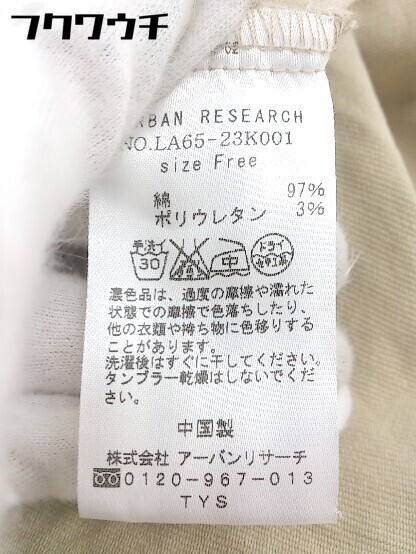 フクワウチ
RBAN RESEARCH
NO.LA65-23K001
size Free
綿 97%
ポリウレタン 3%
手洗イ
30
中
ドライ
濃色品は、過度の摩擦や濡れた
状態での摩擦で色落ちしたり、
他の衣類や持ち物に色移りする
ことがあります。
洗濯後はすぐに干してください。
タンブラー乾燥はしないでくだ
さい。
中国製
株式会社 アーバンリサーチ
0120-967-013
TYS